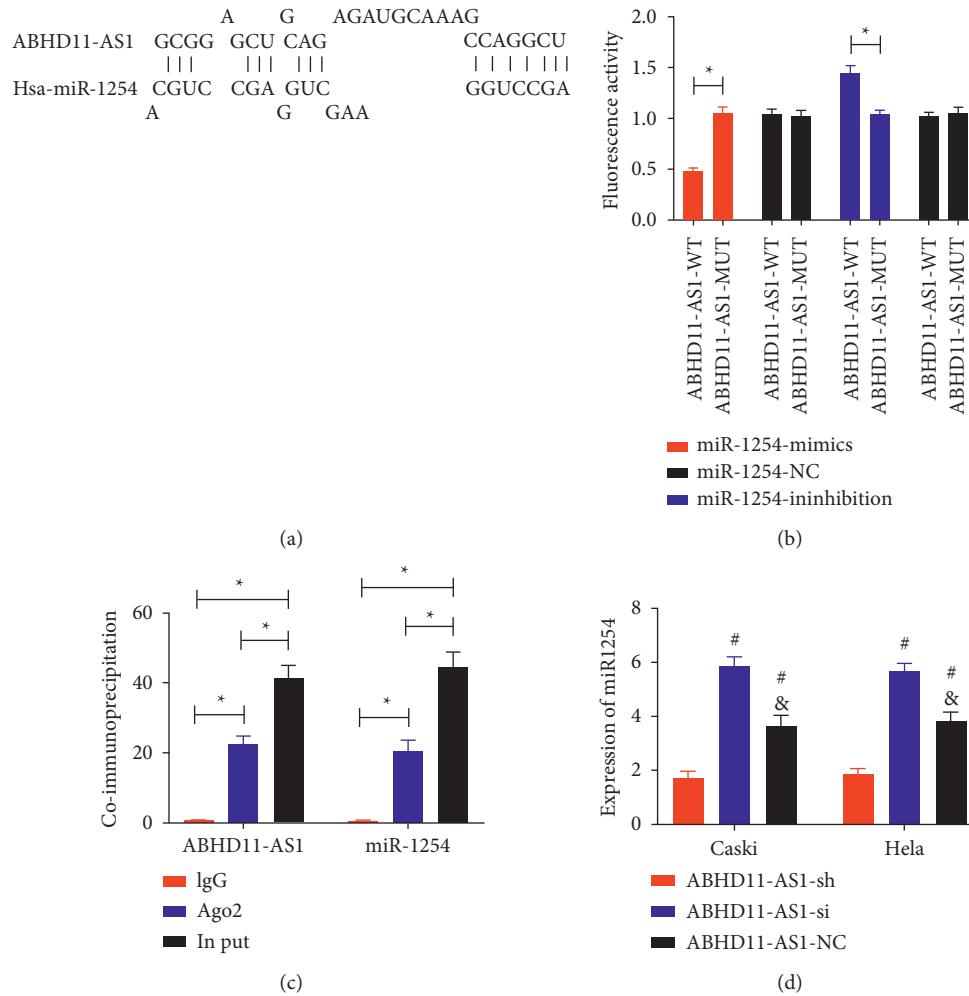 A G AGAUGCAAAG
ABHD11-AS1 GCGG GCU CAG CCAGGCU
Hsa-miR-1254 CGUC CGA GUC GGUCCGA
A G GAA
(a)
Fluorescence activity
2.0
1.5
1.0
0.5
0.0
*
*
ABHD11-AS1-WT
ABHD11-AS1-MUT
ABHD11-AS1-WT
ABHD11-AS1-MUT
ABHD11-AS1-WT
ABHD11-AS1-MUT
ABHD11-AS1-WT
ABHD11-AS1-MUT
miR-1254-mimics
miR-1254-NC
miR-1254-ininhibition
(b)
Co-immunoprecipitation
60
40
20
0
*
*
*
*
*
*
ABHD11-AS1 miR-1254
lgG
Ago2
In put
(c)
Expression of miR1254
8
6
4
2
0
#
#
&
#
#
&
Caski Hela
ABHD11-AS1-sh
ABHD11-AS1-si
ABHD11-AS1-NC
(d)